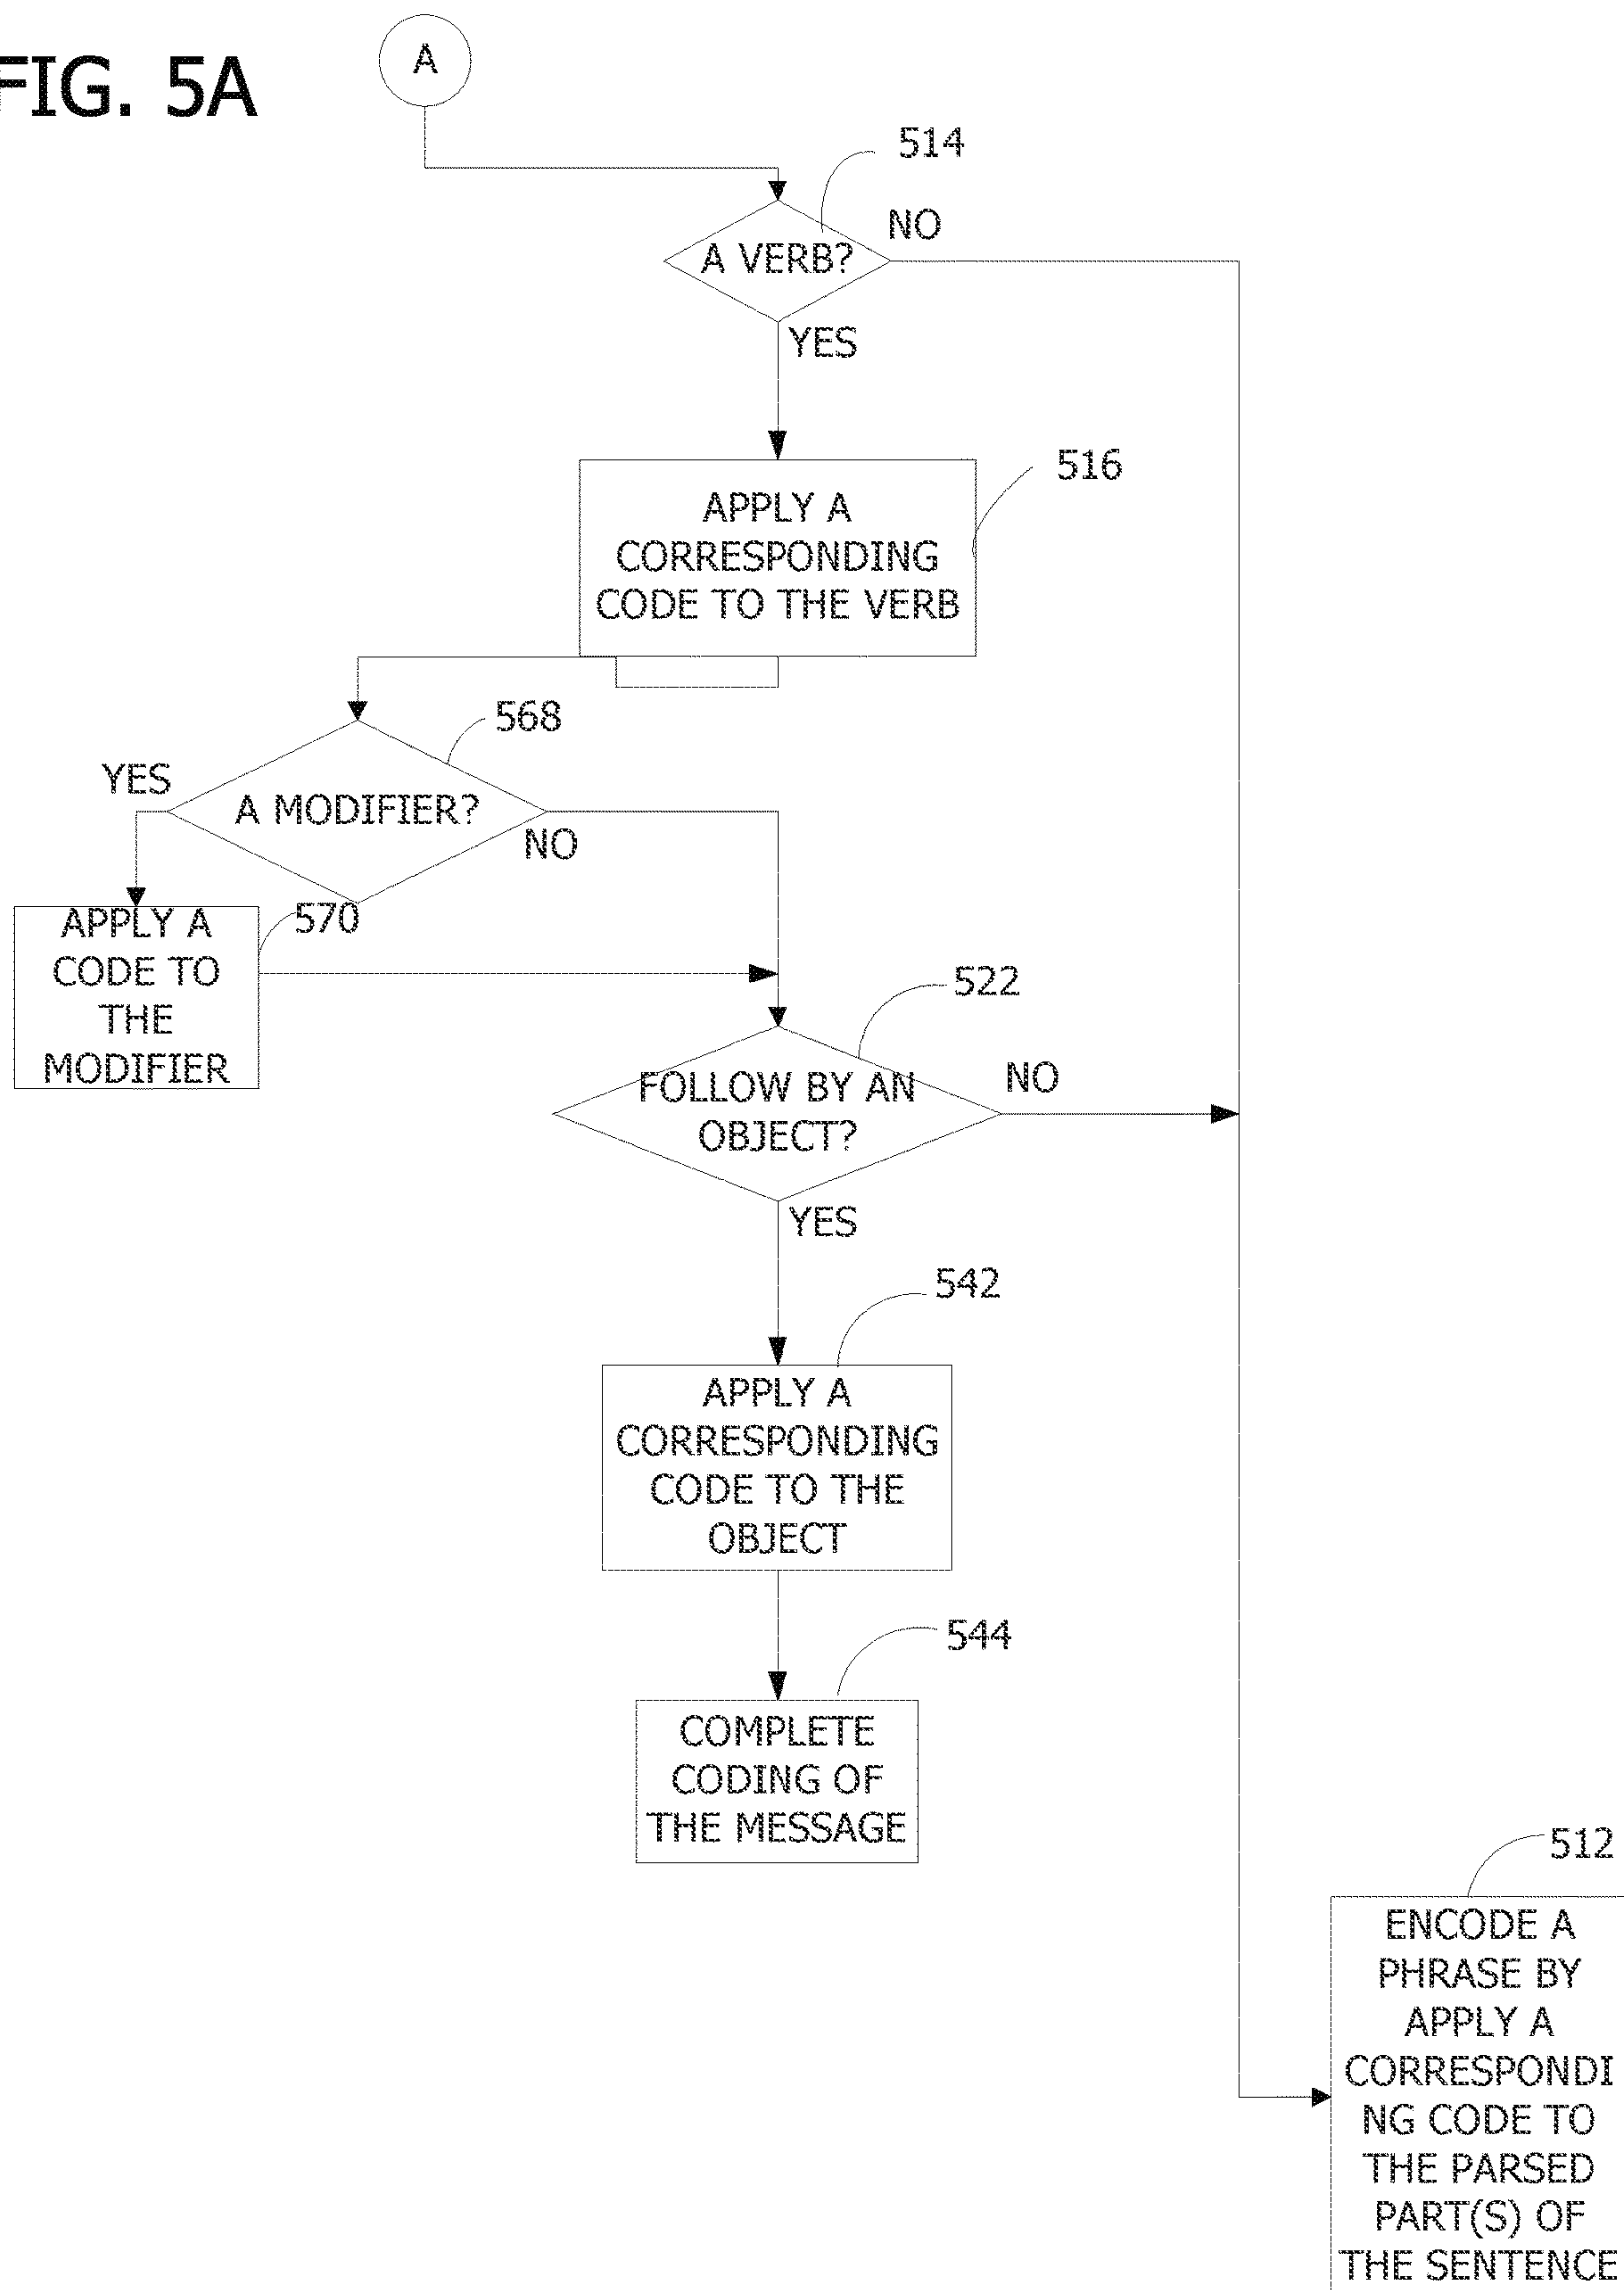 FIG. 5A
A
514
A VERB?
NO
YES
516
APPLY A
CORRESPONDING
CODE TO THE VERB
568
YES
A MODIFIER?
NO
570
APPLY A
CODE TO
THE
MODIFIER
522
FOLLOW BY AN
OBJECT?
NO
YES
542
APPLY A
CORRESPONDING
CODE TO THE
OBJECT
544
COMPLETE
CODING OF
THE MESSAGE
512
ENCODE A
PHRASE BY
APPLY A
CORRESPONDI
NG CODE TO
THE PARSED
PART(S) OF
THE SENTENCE